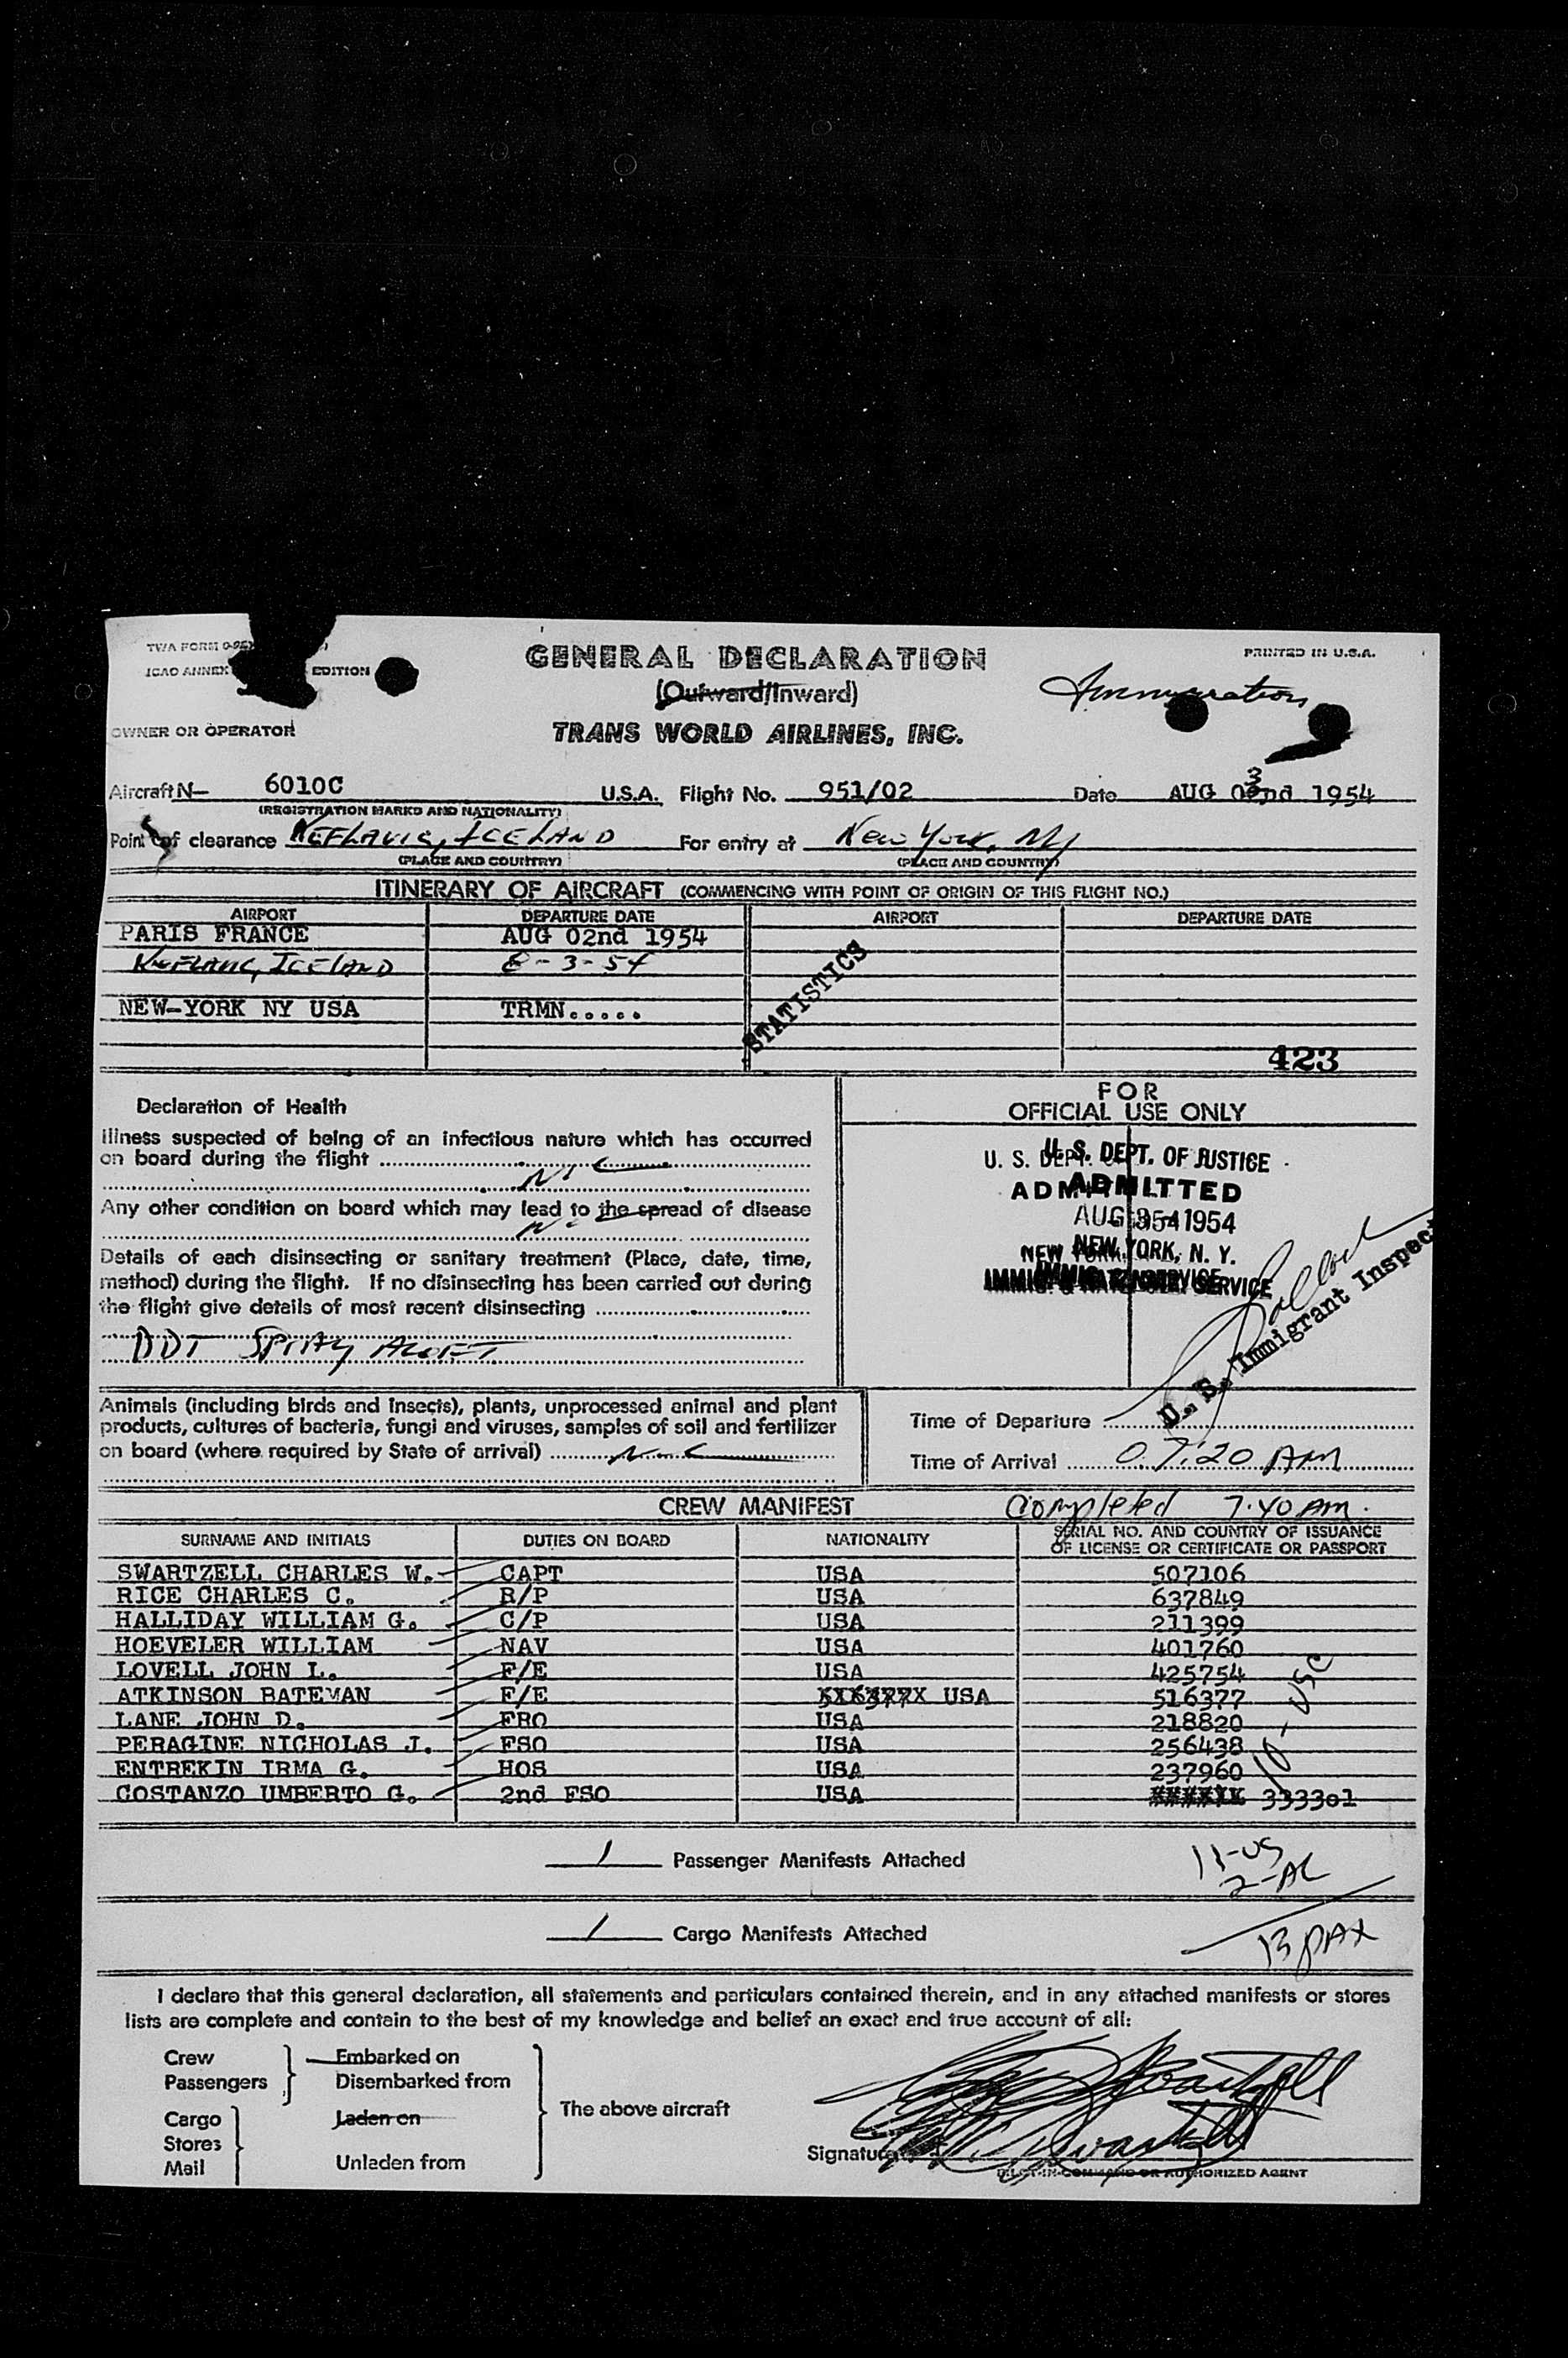 TWA FORM
ICAO ANNEX EDITION
GENERAL DECLARATION
PRINTED IN U.S.A.
(Outward/Inward)
Immigration
OWNER OR OPERATOR
TRANS WORLD AIRLINES, INC.
Aircraft N- 6010C U.S.A. Flight No. 951/02 Date AUG 02nd 1954
3
(REGISTRATION MARKS AND NATIONALITY)
Point of clearance KEFLAVIC, ICELAND For entry at New York, NY
(PLACE AND COUNTRY) (PLACE AND COUNTRY)
ITINERARY OF AIRCRAFT (COMMENCING WITH POINT OF ORIGIN OF THIS FLIGHT NO.)
AIRPORT DEPARTURE DATE AIRPORT DEPARTURE DATE
PARIS FRANCE AUG 02nd 1954
KEFLAVIC, ICELAND 8-3-54
STATISTICS
NEW-YORK NY USA TRMN.....
423
Declaration of Health
Illness suspected of being of an infectious nature which has occurred
on board during the flight
Any other condition on board which may lead to the spread of disease
Details of each disinsecting or sanitary treatment (Place, date, time,
method) during the flight. If no disinsecting has been carried out during
the flight give details of most recent disinsecting
DDT SPRAY ALOFT
FOR
OFFICIAL USE ONLY
U. S. DEPT. OF JUSTICE
ADMITTED
AUG 3 - 1954
NEW YORK, N. Y.
IMMIG. & NATZ. SERVICE
U. S. Immigrant Inspec
Animals (including birds and insects), plants, unprocessed animal and plant
products, cultures of bacteria, fungi and viruses, samples of soil and fertilizer
on board (where required by State of arrival)
Time of Departure
Time of Arrival 07:20 AM
CREW MANIFEST Completed 7:40 AM.
SURNAME AND INITIALS DUTIES ON BOARD NATIONALITY SERIAL NO. AND COUNTRY OF ISSUANCE
OF LICENSE OR CERTIFICATE OR PASSPORT
SWARTZELL CHARLES W. CAPT USA 507106
RICE CHARLES C. R/P USA 637849
HALLIDAY WILLIAM G. C/P USA 211399
HOEVELER WILLIAM NAV USA 401760
LOVELL JOHN L. F/E USA 425754
ATKINSON BATEMAN F/E USA 516377
LANE JOHN D. FRO USA 218820
PERAGINE NICHOLAS J. FSO USA 256438
ENTREKIN IRMA G. HOS USA 237960
COSTANZO UMBERTO G. 2nd FSO USA 333301
10 - USC
1 Passenger Manifests Attached
11-US
2-AL
1 Cargo Manifests Attached
13 PAX
I declare that this general declaration, all statements and particulars contained therein, and in any attached manifests or stores
lists are complete and contain to the best of my knowledge and belief an exact and true account of all:
Crew Embarked on
Passengers Disembarked from
The above aircraft
Cargo Laden on
Stores
Mail Unladen from
Signature
PILOT-IN-COMMAND OR AUTHORIZED AGENT